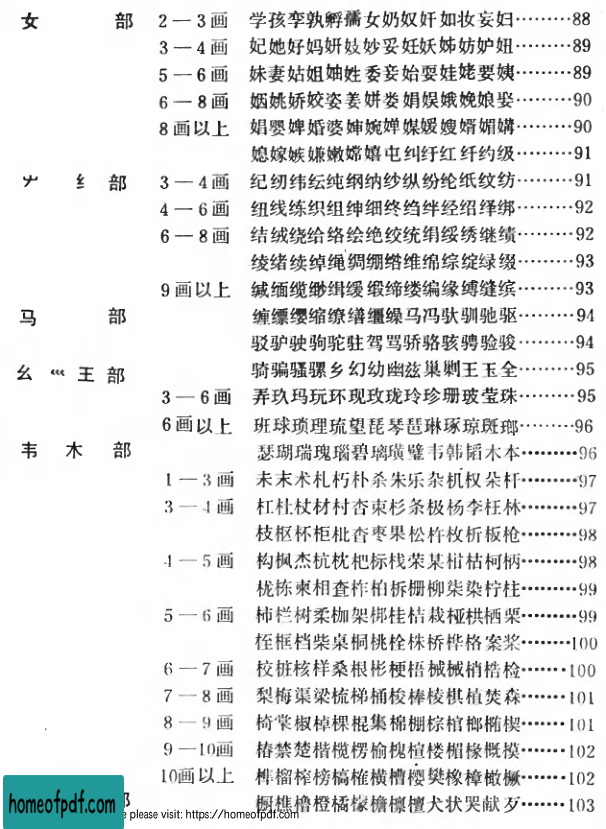 女 部 2—3画 学孩孪孰孵孺女奶奴奸如妆妄妇………88
3—4画 妃她好妈妍妓妙妥妊妖姊妨妒妞………89
5—6画 妹妻姑姐妯姓委妾始耍娃姥要姨………89
6—8画 姻姚娇姣姿姜姘娄娟娱娥娩娘娶………90
8画以上 娼婴婢婚婆婶婉婵媒媛嫂婿媚媾………90
媳嫁嫉嫌嫩嫦嬉屯纠纡红纤约级………91
纟部 3—4画 纪纫纬纭纯纲纳纱纵纷纶纸纹纺………91
4—6画 纽线练织组绅细终绉绊经绍绎绑………92
6—8画 结绒绕给络绘绝绞统绢绥绣继绩………92
绫绪续绰绳绸绷绺维绵综绽绿缀………93
9画以上 缄缅缆缈缉缓缎缔缕编缘缚缝缤………93
马 部 缠缥缨缩缭缮缰缲马冯驮驯驰驱………94
驳驴驶驹驼驻驾骂骄骆骇骋验骏………94
幺 巛 王部 骑骗骚骡乡幻幼幽兹巢剿王玉全………95
3—6画 弄玖玛玩环现玫珑玲珍珊玻莹珠………95
6画以上 班球琐理琉望琵琴琶琳琢琼斑瑯………96
韦 木 部 瑟瑚瑞瑰瑙碧璃璜璧韦韩韬木本………96
1—3画 未末术札朽朴杀朱乐杂机权朵杆………97
3—4画 杠杜杖材村杏束杉条极杨李枉林………97
枝枢杯柜枇杳枣果松杵枚析板枪………98
4—5画 构枫杰杭枕杷标栈荣某柑枯柯柄………98
栊栋柬相查柞柏柝栅柳柒染柠柱………99
5—6画 柿栏树柔枷架梆桂桔栽桠栱栖栗………99
桎框档柴桌桐桃栓株桥桦格案桨………100
6—7画 校桩核样桑根彬梗梧械械梢梏检………100
7—8画 梨梅渠梁梳梯桶梭棒棱棋植焚森………101
8—9画 椅掌椒棹棵棍集棉棚棕棺榔椭楔………101
9—10画 椿禁楚楷榄楞榆槐楦楼楣椽概模………102
10画以上 榫榴榨榜槁榷横槽樱樊橡樟橄橛………102
橱樵橹橙橘檬檐檩檀犬状哭献歹………103
homeofpdf.com
please visit: https://homeofpdf.com